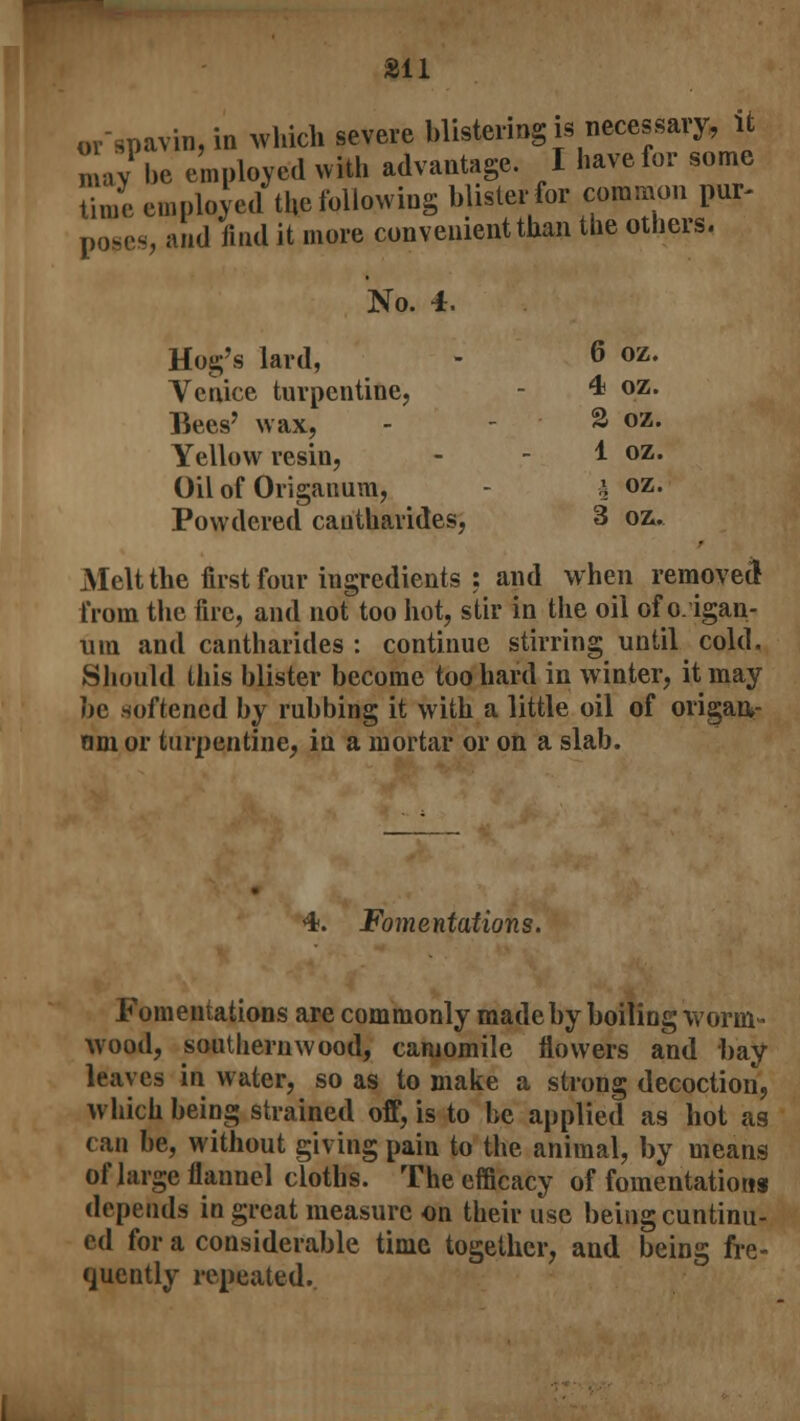 211
or spavin, in which severe blistering is necessary, it
may be employed with advantage. I have for some
time employed the following blister for common pur-
poses, and find it more convenient than the others.
No. 4.
Hog's lard, - 6 oz.
Venice turpentine, - 4 oz.
Bees' wax, - - 2 oz.
Yellow resin, - - 1 oz.
Oil of Origanum, - ½ oz.
Powdered cantharides, 3 oz.
Melt the first four ingredients ; and when removed
from the fire, and not too hot, stir in the oil of o.igan-
um and cantharides : continue stirring until cold.
Should this blister become too hard in winter, it may
be softened by rubbing it with a little oil of origan-
um or turpentine, in a mortar or on a slab.
4. Fomentations.
Fomentations are commonly made by boiling worm-
wood, southernwood, camomile flowers and bay
leaves in water, so as to make a strong decoction,
which being strained off, is to be applied as hot as
can be, without giving pain to the animal, by means
of large flannel cloths. The efficacy of fomentations
depends in great measure on their use being cuntinu-
ed for a considerable time together, and being fre-
quently repeated.